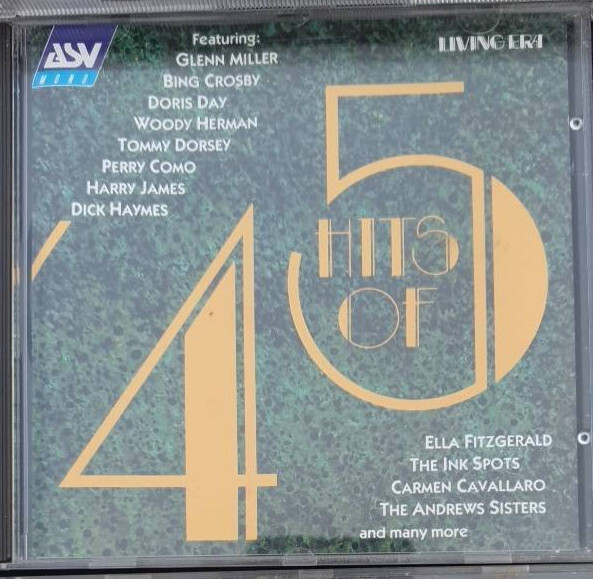 ASV
MONO
LIVING ERA
Featuring:
GLENN MILLER
BING CROSBY
DORIS DAY
WOODY HERMAN
TOMMY DORSEY
PERRY COMO
HARRY JAMES
DICK HAYMES
HITS
OF
'45
ELLA FITZGERALD
THE INK SPOTS
CARMEN CAVALLARO
THE ANDREWS SISTERS
and many more